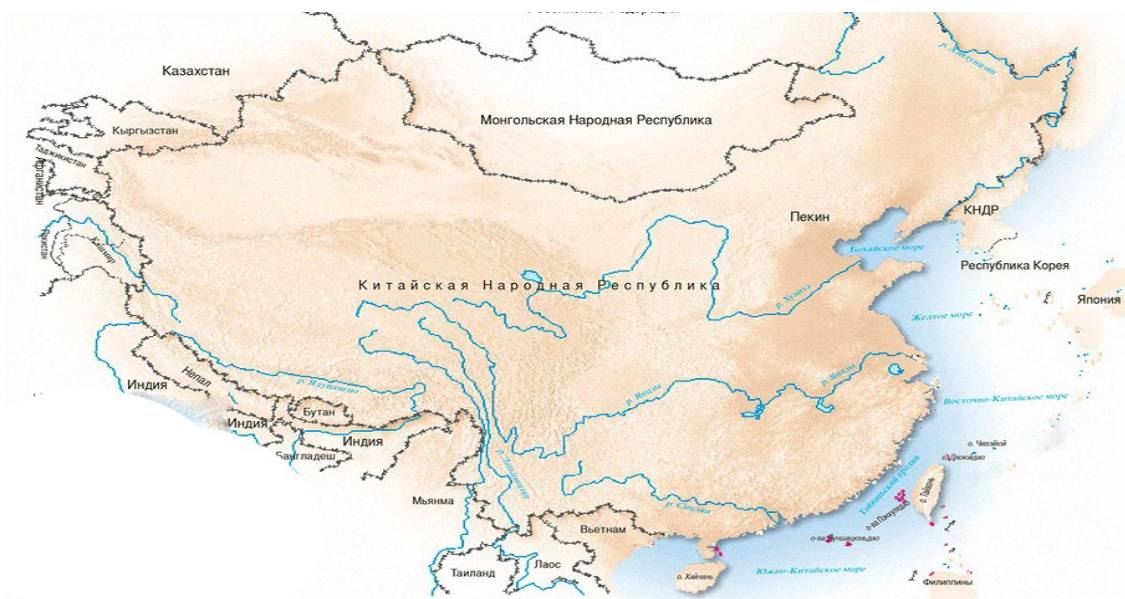 р. Хэйлунцзян
Казахстан
Монгольская Народная Республика
Кыргызстан
Таджикистан
Афганистан
Кашмир
Пекин
КНДР
Бохайское море
Республика Корея
Китайская Народная Республика
р. Хуанхэ
Япония
Желтое море
Индия
Непал
р. Янцзы
р. Янцзы
Восточно-Китайское море
Бутан
Индия
Индия
Бангладеш
о. Тайвань
Тайваньский пролив
Мьянма
р. Сицзян
Вьетнам
Лаос
Таиланд
о. Хайнань
Южно-Китайское море
Филиппины